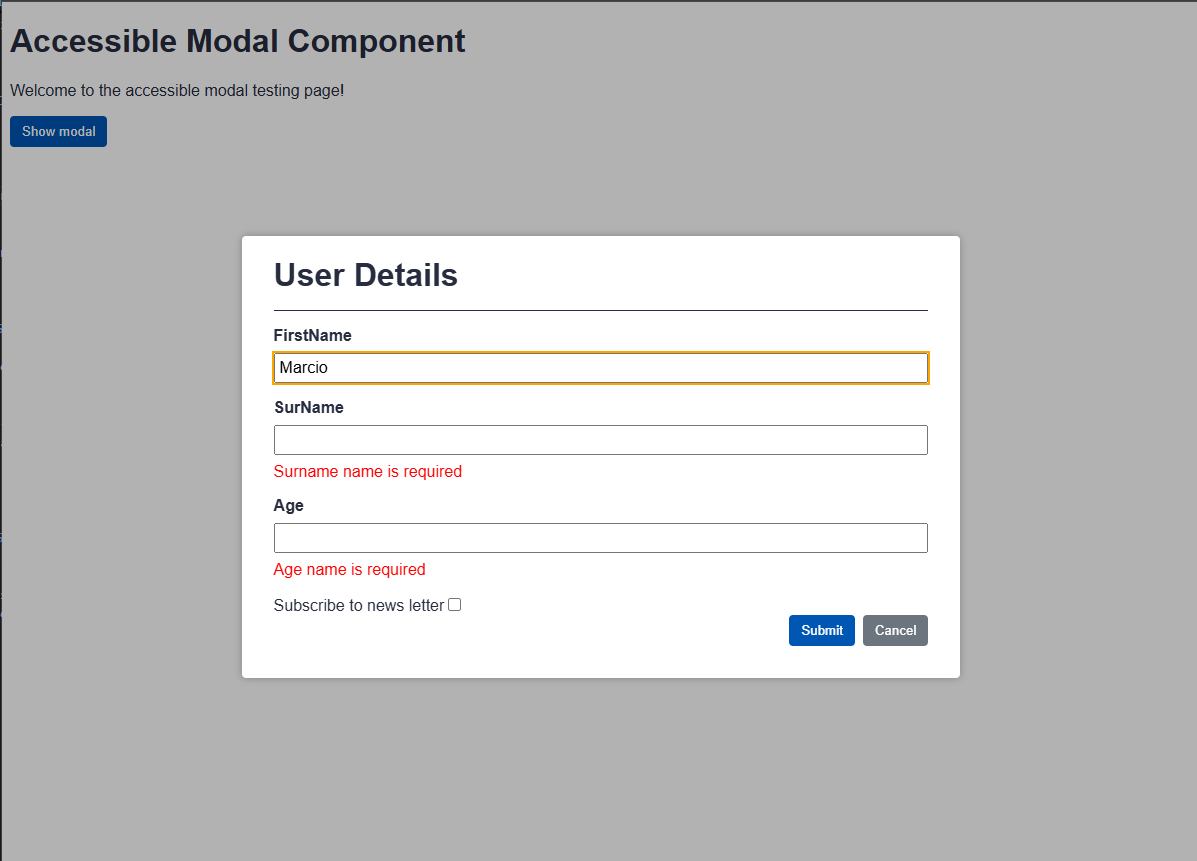 Accessible Modal Component
Welcome to the accessible modal testing page!
Show modal
User Details
FirstName
Marcio
SurName
Surname name is required
Age
Age name is required
Subscribe to news letter
Submit Cancel